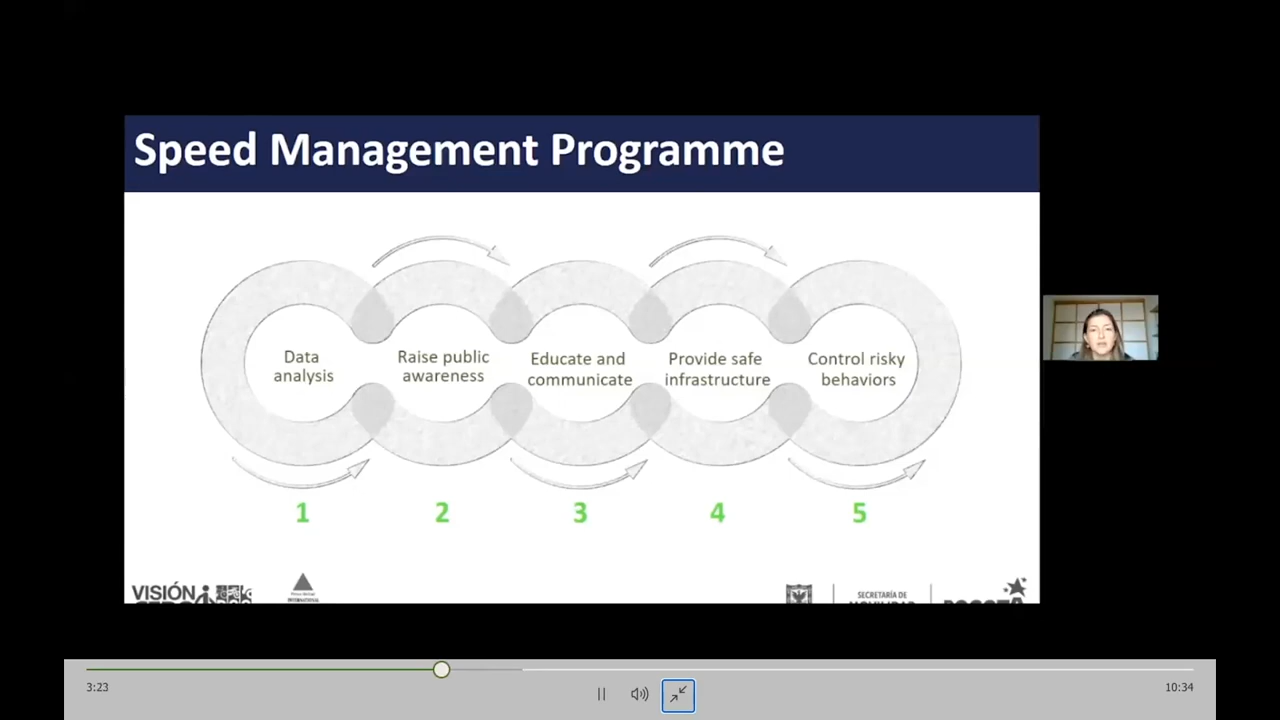 Speed Management Programme
Data
analysis
Raise public
awareness
Educate and
communicate
Provide safe
infrastructure
Control risky
behaviors
1
2
3
4
5
VISIÓN
INTERNATIONAL
SECRETARÍA DE
3:23
10:34